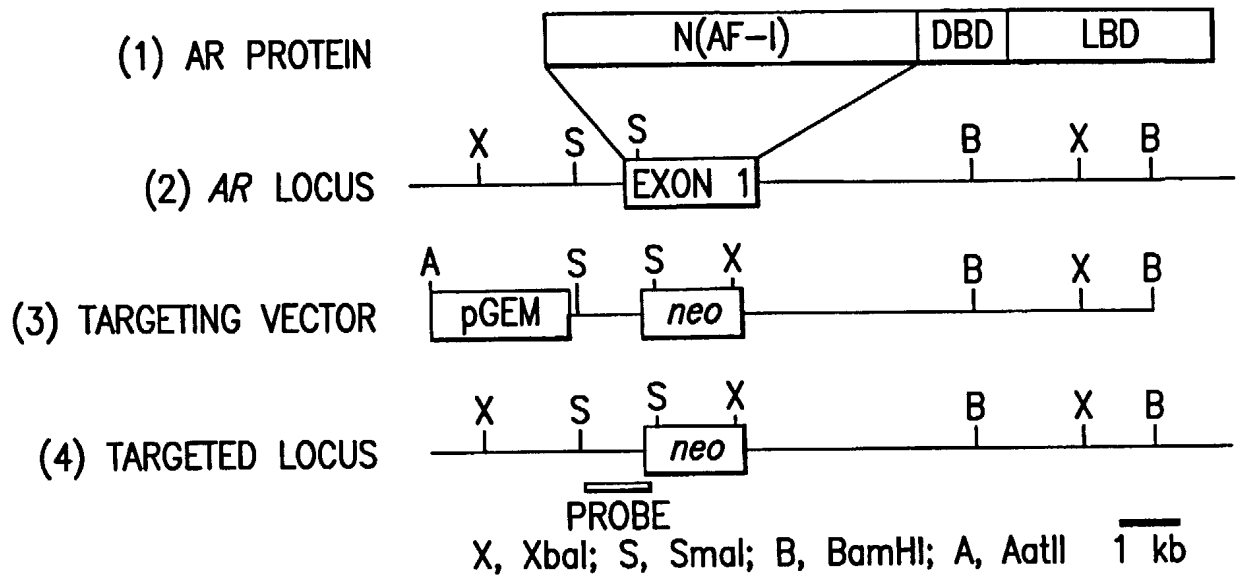 N(AF-I) DBD LBD
(1) AR PROTEIN
X S S B X B
(2) AR LOCUS EXON 1
A S S X B X B
(3) TARGETING VECTOR pGEM neo
X S S X B X B
(4) TARGETED LOCUS neo
PROBE
X, XbaI; S, SmaI; B, BamHI; A, AatII 1 kb